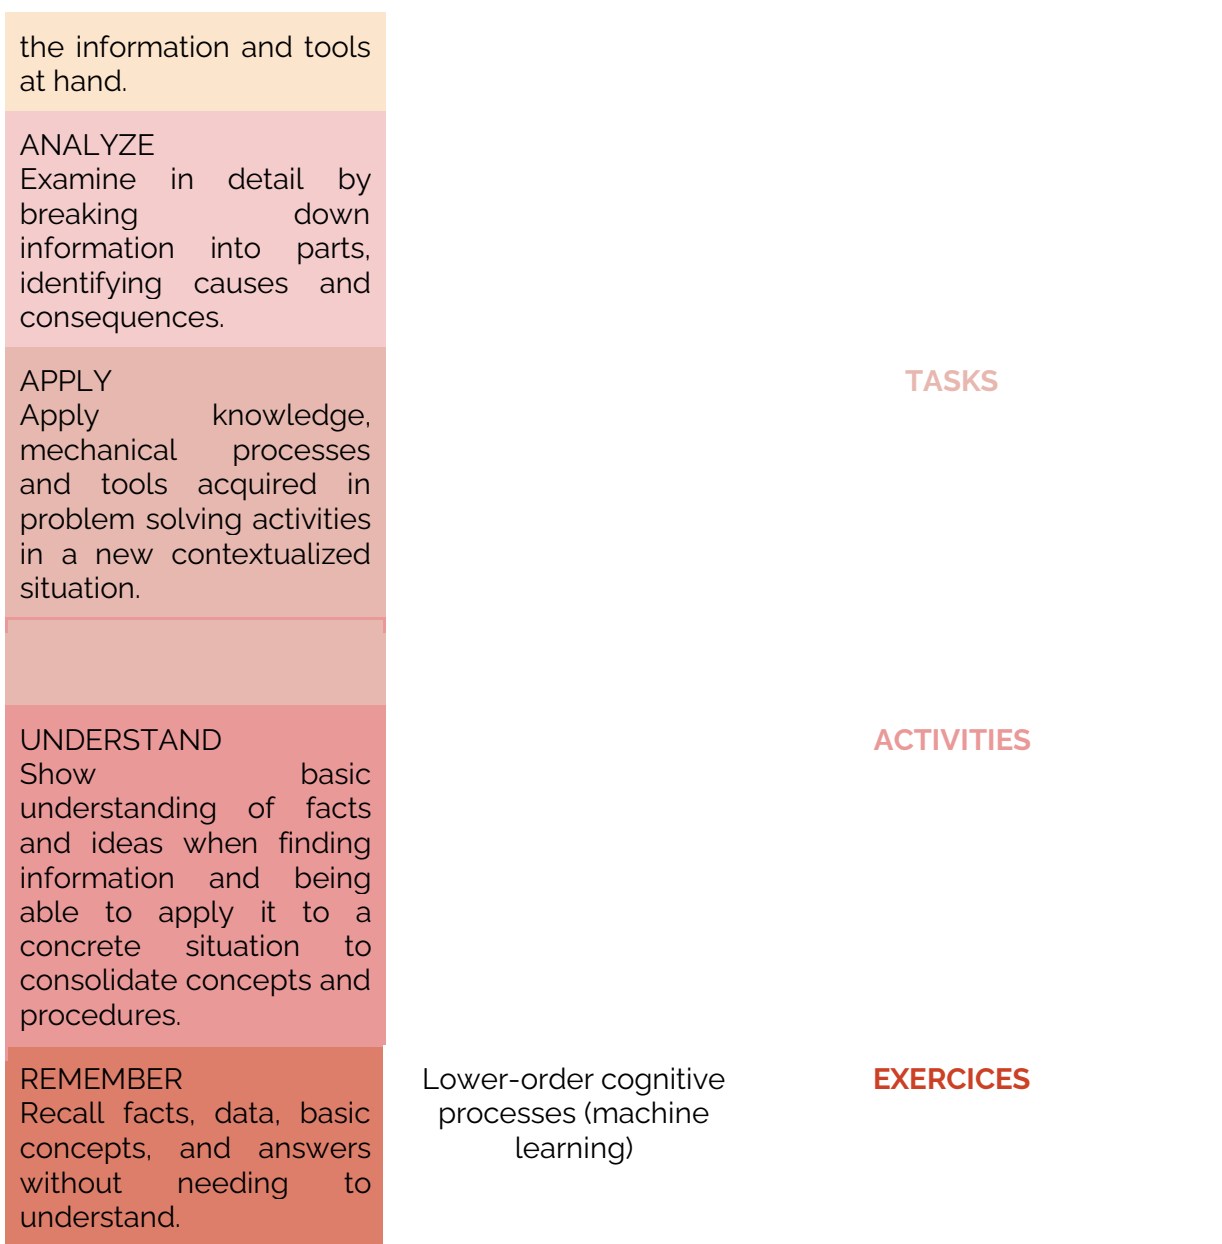 the information and tools
at hand.
ANALYZE
Examine in detail by
breaking down
information into parts,
identifying causes and
consequences.
APPLY
Apply knowledge,
mechanical processes
and tools acquired in
problem solving activities
in a new contextualized
situation.
TASKS
UNDERSTAND
Show basic
understanding of facts
and ideas when finding
information and being
able to apply it to a
concrete situation to
consolidate concepts and
procedures.
ACTIVITIES
REMEMBER
Recall facts, data, basic
concepts, and answers
without needing to
understand.
Lower-order cognitive
processes (machine
learning)
EXERCICES